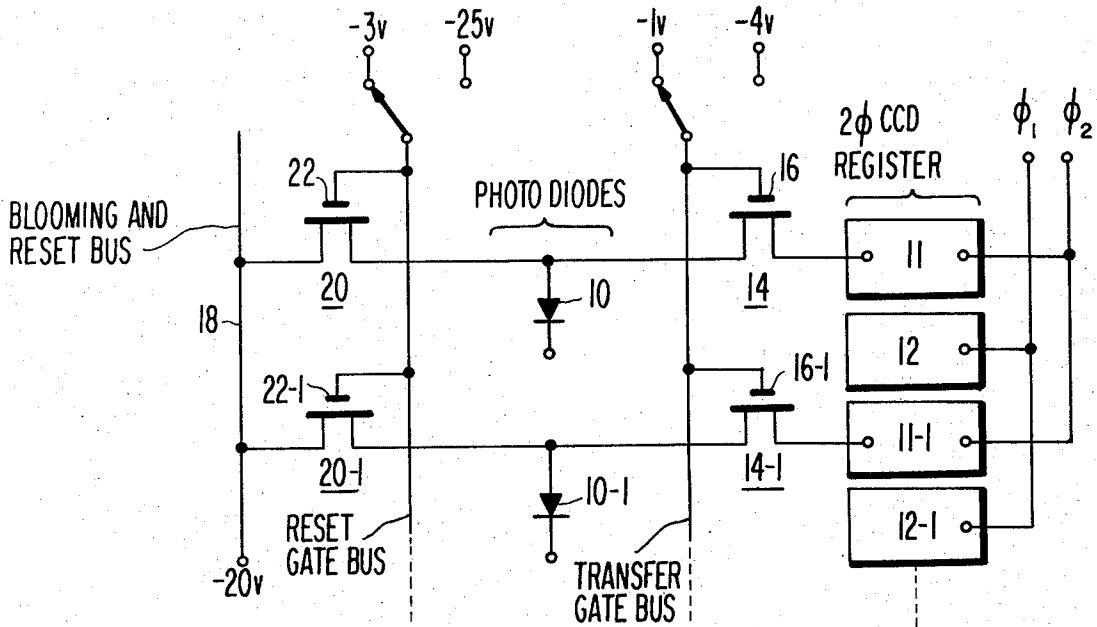 -3v
-25v
-1v
-4v
2ϕ CCD
REGISTER
ϕ1
ϕ2
22
PHOTO DIODES
16
BLOOMING AND
RESET BUS
20
10
14
11
18
12
22-1
16-1
20-1
14-1
11-1
10-1
12-1
RESET
GATE BUS
TRANSFER
GATE BUS
-20v